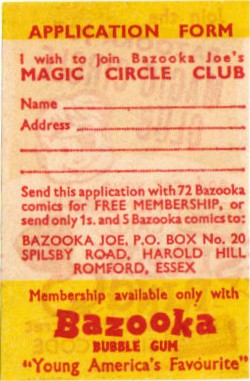 APPLICATION FORM
I wish to join Bazooka Joe's
MAGIC CIRCLE CLUB
Name
Address
Send this application with 72 Bazooka
comics for FREE MEMBERSHIP, or
send only 1s. and 5 Bazooka comics to:
BAZOOKA JOE, P.O. BOX No. 20
SPILSBY ROAD, HAROLD HILL
ROMFORD, ESSEX
Membership available only with
Bazooka
BUBBLE GUM
"Young America's Favourite"